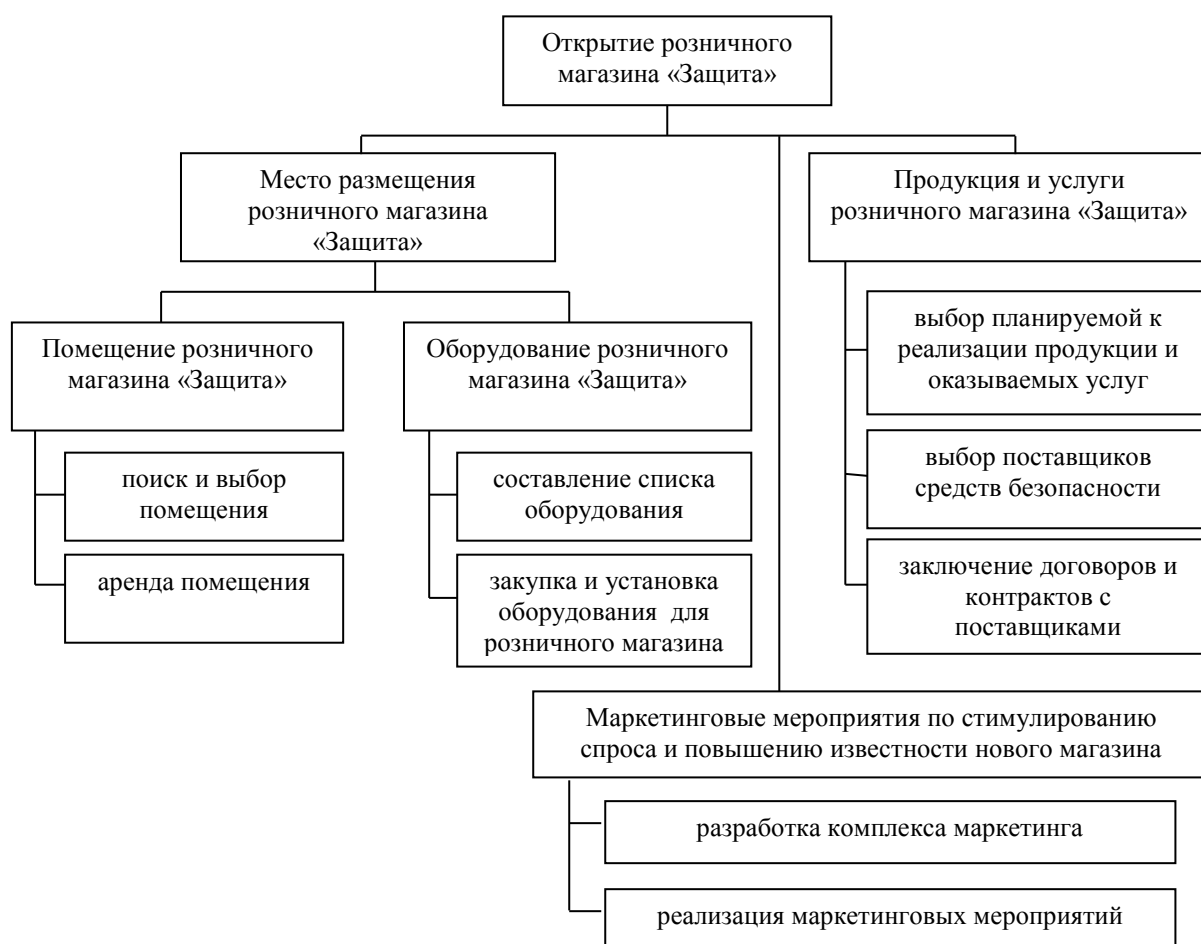 Открытие розничного
магазина «Защита»
Место размещения
розничного магазина
«Защита»
Продукция и услуги
розничного магазина «Защита»
Помещение розничного
магазина «Защита»
Оборудование розничного
магазина «Защита»
выбор планируемой к
реализации продукции и
оказываемых услуг
поиск и выбор
помещения
составление списка
оборудования
выбор поставщиков
средств безопасности
аренда помещения
закупка и установка
оборудования для
розничного магазина
заключение договоров и
контрактов с
поставщиками
Маркетинговые мероприятия по стимулированию
спроса и повышению известности нового магазина
разработка комплекса маркетинга
реализация маркетинговых мероприятий